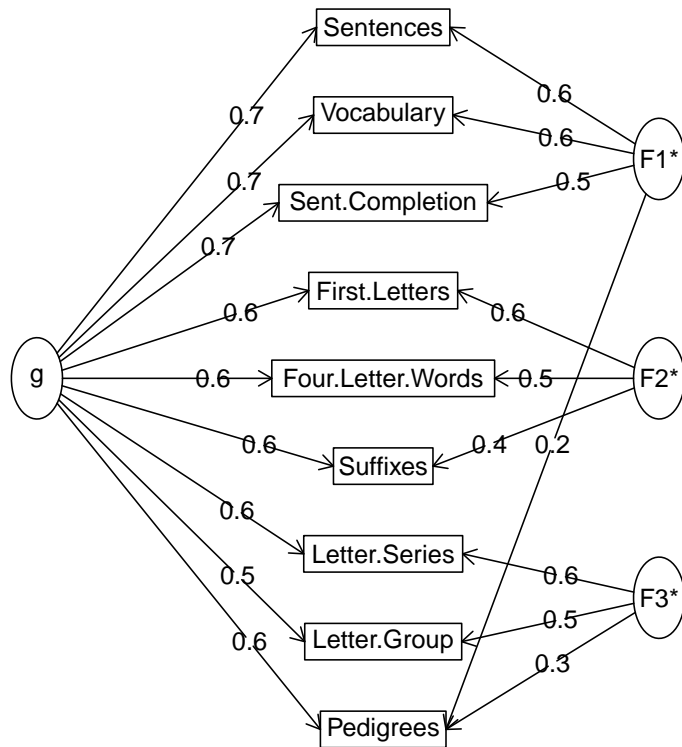 Sentences
0.6
0.7
Vocabulary
0.6
F1*
0.7
Sent.Completion
0.5
0.7
First.Letters
0.6
0.6
g
0.6
Four.Letter.Words
0.5
F2*
0.6
Suffixes
0.4
0.2
0.6
Letter.Series
0.6
0.5
F3*
Letter.Group
0.5
0.6
0.3
Pedigrees